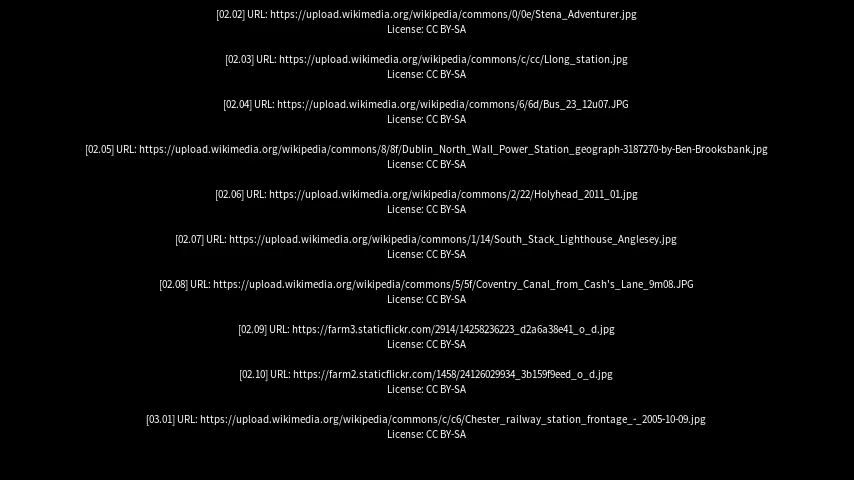 [02.02] URL: https://upload.wikimedia.org/wikipedia/commons/0/0e/Stena_Adventurer.jpg
License: CC BY-SA
[02.03] URL: https://upload.wikimedia.org/wikipedia/commons/c/cc/Llong_station.jpg
License: CC BY-SA
[02.04] URL: https://upload.wikimedia.org/wikipedia/commons/6/6d/Bus_23_12u07.JPG
License: CC BY-SA
[02.05] URL: https://upload.wikimedia.org/wikipedia/commons/8/8f/Dublin_North_Wall_Power_Station_geograph-3187270-by-Ben-Brooksbank.jpg
License: CC BY-SA
[02.06] URL: https://upload.wikimedia.org/wikipedia/commons/2/22/Holyhead_2011_01.jpg
License: CC BY-SA
[02.07] URL: https://upload.wikimedia.org/wikipedia/commons/1/14/South_Stack_Lighthouse_Anglesey.jpg
License: CC BY-SA
[02.08] URL: https://upload.wikimedia.org/wikipedia/commons/5/5f/Coventry_Canal_from_Cash's_Lane_9m08.JPG
License: CC BY-SA
[02.09] URL: https://farm3.staticflickr.com/2914/14258236223_d2a6a38e41_o_d.jpg
License: CC BY-SA
[02.10] URL: https://farm2.staticflickr.com/1458/24126029934_3b159f9eed_o_d.jpg
License: CC BY-SA
[03.01] URL: https://upload.wikimedia.org/wikipedia/commons/c/c6/Chester_railway_station_frontage_-_2005-10-09.jpg
License: CC BY-SA